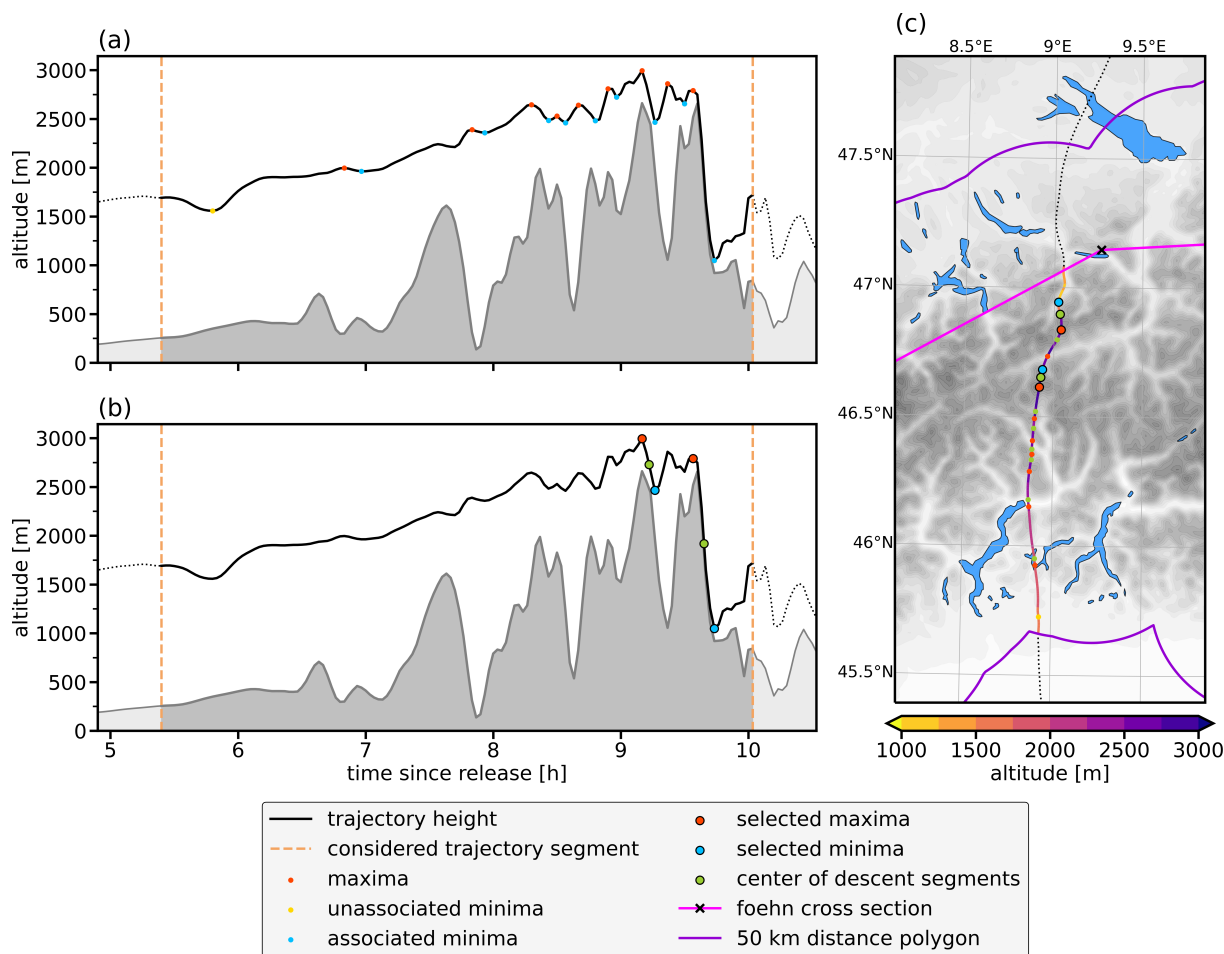 (a)
3000
2500
2000
1500
1000
500
0
altitude [m]
(b)
3000
2500
2000
1500
1000
500
0
altitude [m]
5 6 7 8 9 10
time since release [h]
(c)
8.5°E 9°E 9.5°E
47.5°N
47°N
46.5°N
46°N
45.5°N
1000 1500 2000 2500 3000
altitude [m]
trajectory height
considered trajectory segment
maxima
unassociated minima
associated minima
selected maxima
selected minima
center of descent segments
foehn cross section
50 km distance polygon